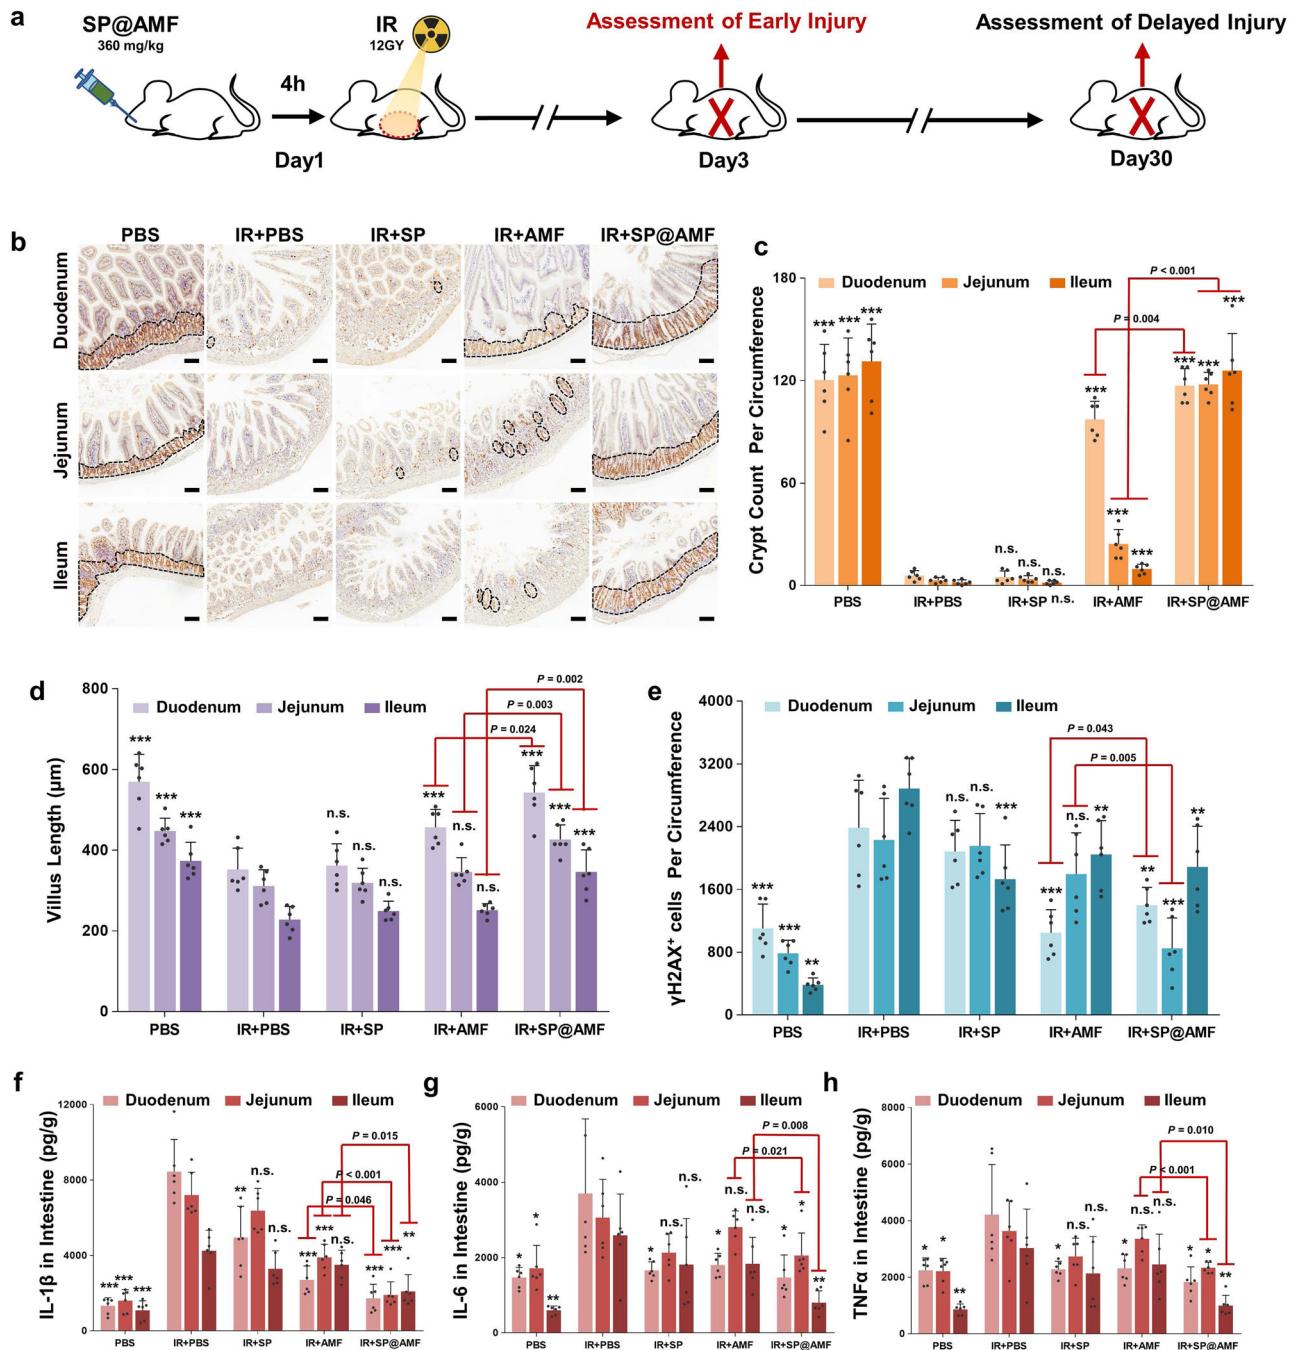 a
SP@AMF
360 mg/kg
IR
12GY
4h
Assessment of Early Injury
Assessment of Delayed Injury
Day1
Day3
Day30
b
PBS
IR+PBS
IR+SP
IR+AMF
IR+SP@AMF
Duodenum
Jejunum
Ileum
c
Crypt Count Per Circumference
180
120
60
0
Duodenum
Jejunum
Ileum
P < 0.001
P = 0.004
*** *** ***
n.s. n.s. n.s.
*** *** ***
*** *** ***
PBS
IR+PBS
IR+SP
IR+AMF
IR+SP@AMF
d
Villus Length (μm)
800
600
400
200
0
Duodenum
Jejunum
Ileum
P = 0.002
P = 0.003
P = 0.024
*** *** ***
n.s. n.s. n.s.
*** n.s. n.s.
*** *** ***
PBS
IR+PBS
IR+SP
IR+AMF
IR+SP@AMF
e
γH2AX⁺ cells Per Circumference
4000
3200
2400
1600
800
0
Duodenum
Jejunum
Ileum
P = 0.043
P = 0.005
*** *** **
n.s. n.s. ***
*** n.s. **
** *** **
PBS
IR+PBS
IR+SP
IR+AMF
IR+SP@AMF
f
IL-1β in Intestine (pg/g)
12000
8000
4000
0
Duodenum
Jejunum
Ileum
P = 0.015
P < 0.001
P = 0.046
*** *** ***
** n.s. n.s.
*** *** n.s.
*** *** **
PBS
IR+PBS
IR+SP
IR+AMF
IR+SP@AMF
g
IL-6 in Intestine (pg/g)
6000
4000
2000
0
Duodenum
Jejunum
Ileum
P = 0.008
P = 0.021
* * **
* n.s. n.s.
* n.s. n.s.
* * **
PBS
IR+PBS
IR+SP
IR+AMF
IR+SP@AMF
h
TNFα in Intestine (pg/g)
8000
6000
4000
2000
0
Duodenum
Jejunum
Ileum
P = 0.010
P < 0.001
* * **
* n.s. n.s.
* n.s. n.s.
* * **
PBS
IR+PBS
IR+SP
IR+AMF
IR+SP@AMF